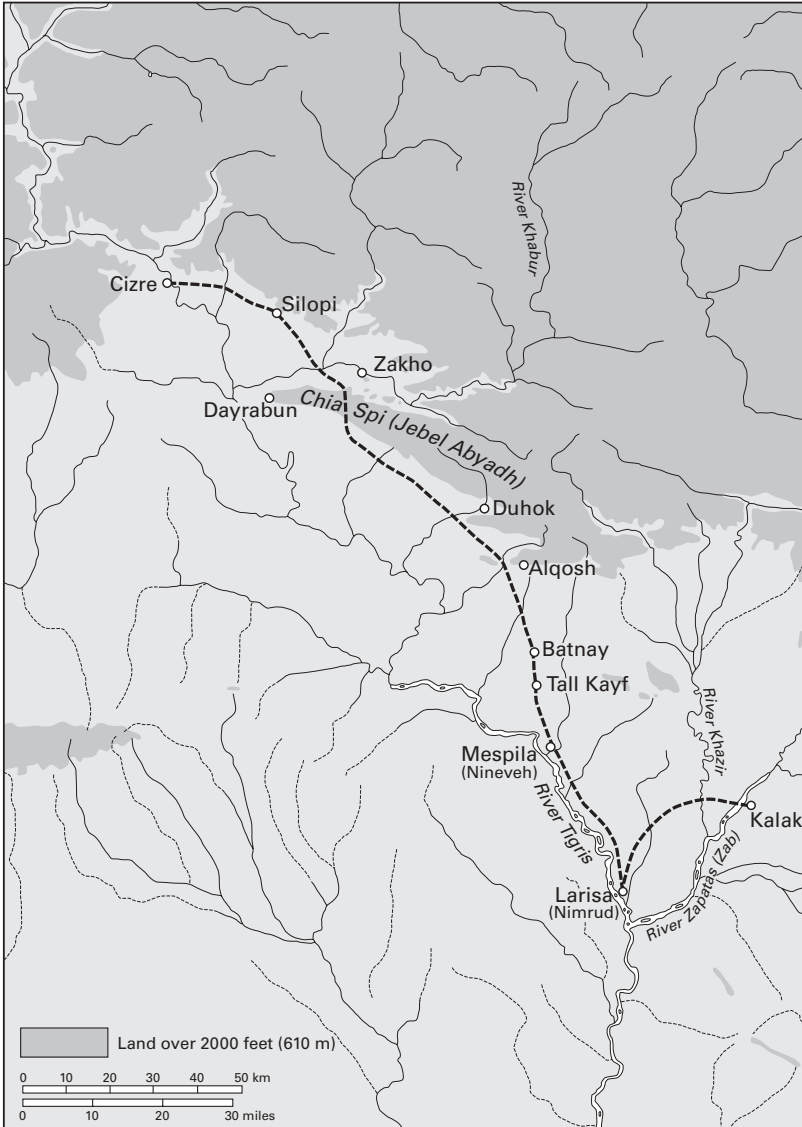 River Khabur
Cizre
Silopi
Zakho
Dayrabun
Chia Spi (Jebel Abyadh)
Duhok
Alqosh
Batnay
Tall Kayf
River Khazir
Mespila
(Nineveh)
River Tigris
Kalak
Larisa
(Nimrud)
River Zapatas (Zab)
Land over 2000 feet (610 m)
0 10 20 30 40 50 km
0 10 20 30 miles